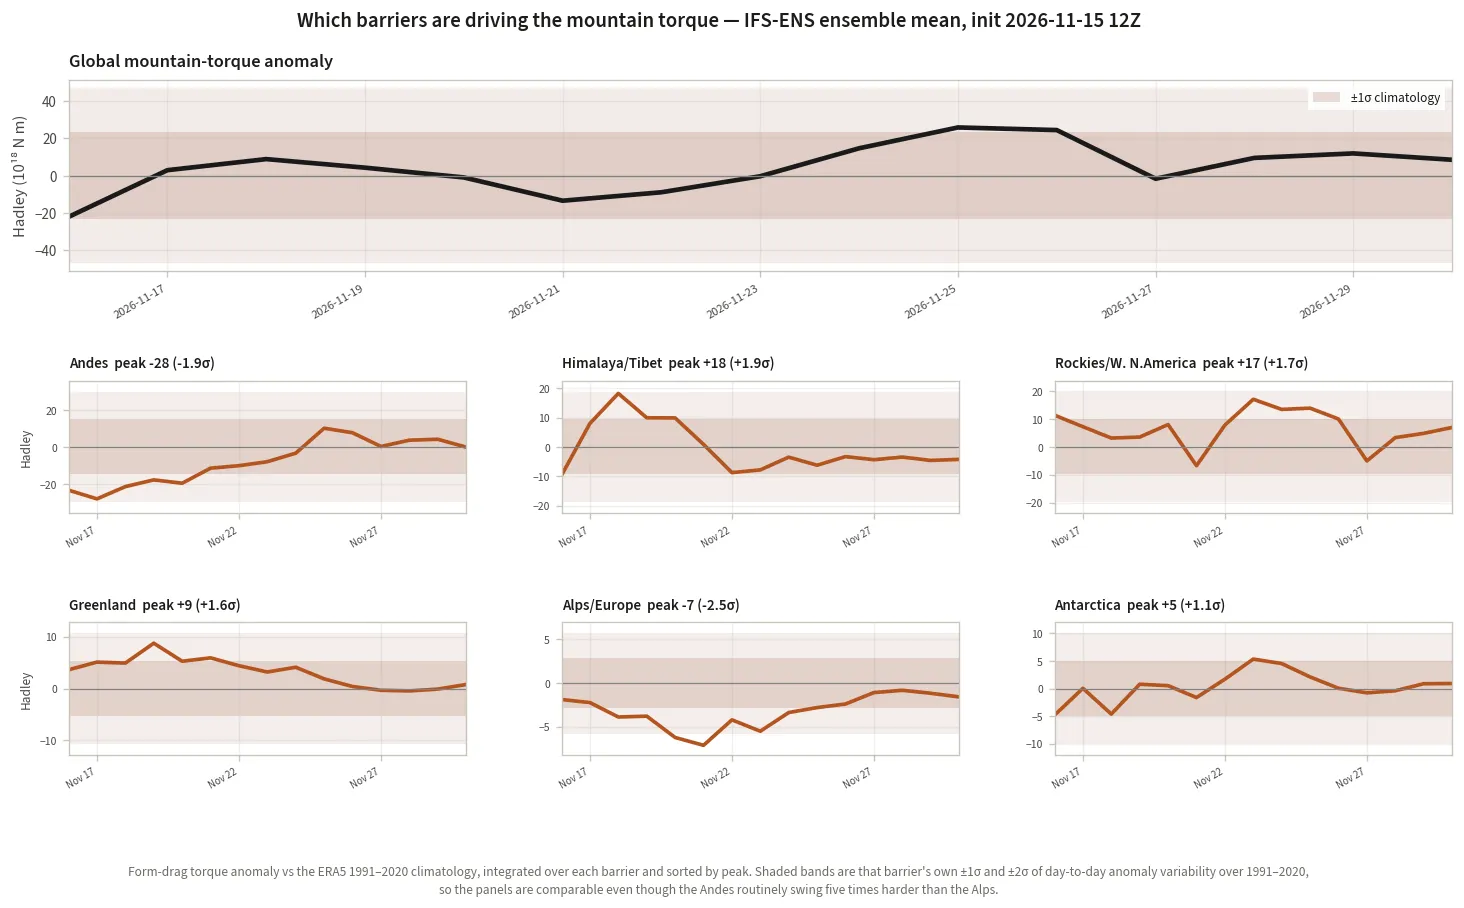 Which barriers are driving the mountain torque — IFS-ENS ensemble mean, init 2026-11-15 12Z
Global mountain-torque anomaly
Hadley (10¹⁸ N m)
40
20
0
−20
−40
±1σ climatology
2026-11-17
2026-11-19
2026-11-21
2026-11-23
2026-11-25
2026-11-27
2026-11-29
Andes  peak -28 (-1.9σ)
Hadley
20
0
−20
Nov 17
Nov 22
Nov 27
Himalaya/Tibet  peak +18 (+1.9σ)
20
10
0
−10
−20
Nov 17
Nov 22
Nov 27
Rockies/W. N.America  peak +17 (+1.7σ)
20
10
0
−10
−20
Nov 17
Nov 22
Nov 27
Greenland  peak +9 (+1.6σ)
Hadley
10
0
−10
Nov 17
Nov 22
Nov 27
Alps/Europe  peak -7 (-2.5σ)
5
0
−5
Nov 17
Nov 22
Nov 27
Antarctica  peak +5 (+1.1σ)
10
5
0
−5
−10
Nov 17
Nov 22
Nov 27
Form-drag torque anomaly vs the ERA5 1991–2020 climatology, integrated over each barrier and sorted by peak. Shaded bands are that barrier's own ±1σ and ±2σ of day-to-day anomaly variability over 1991–2020,
so the panels are comparable even though the Andes routinely swing five times harder than the Alps.